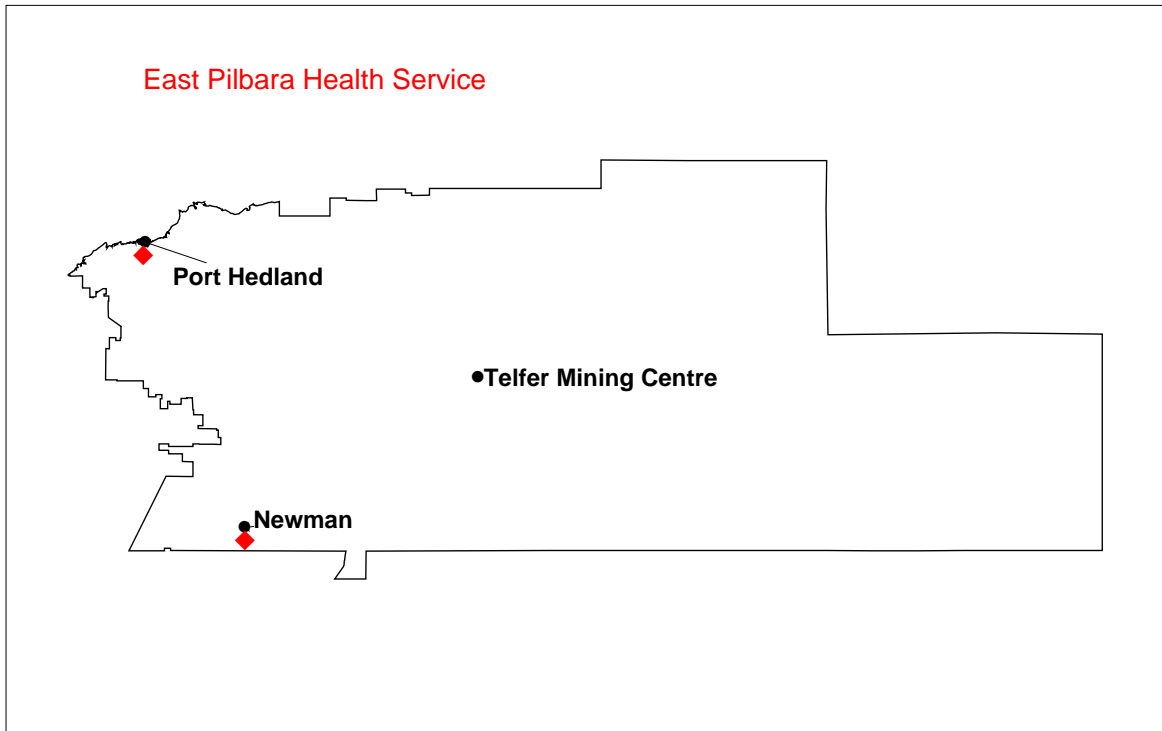 East Pilbara Health Service
Port Hedland
Telfer Mining Centre
Newman